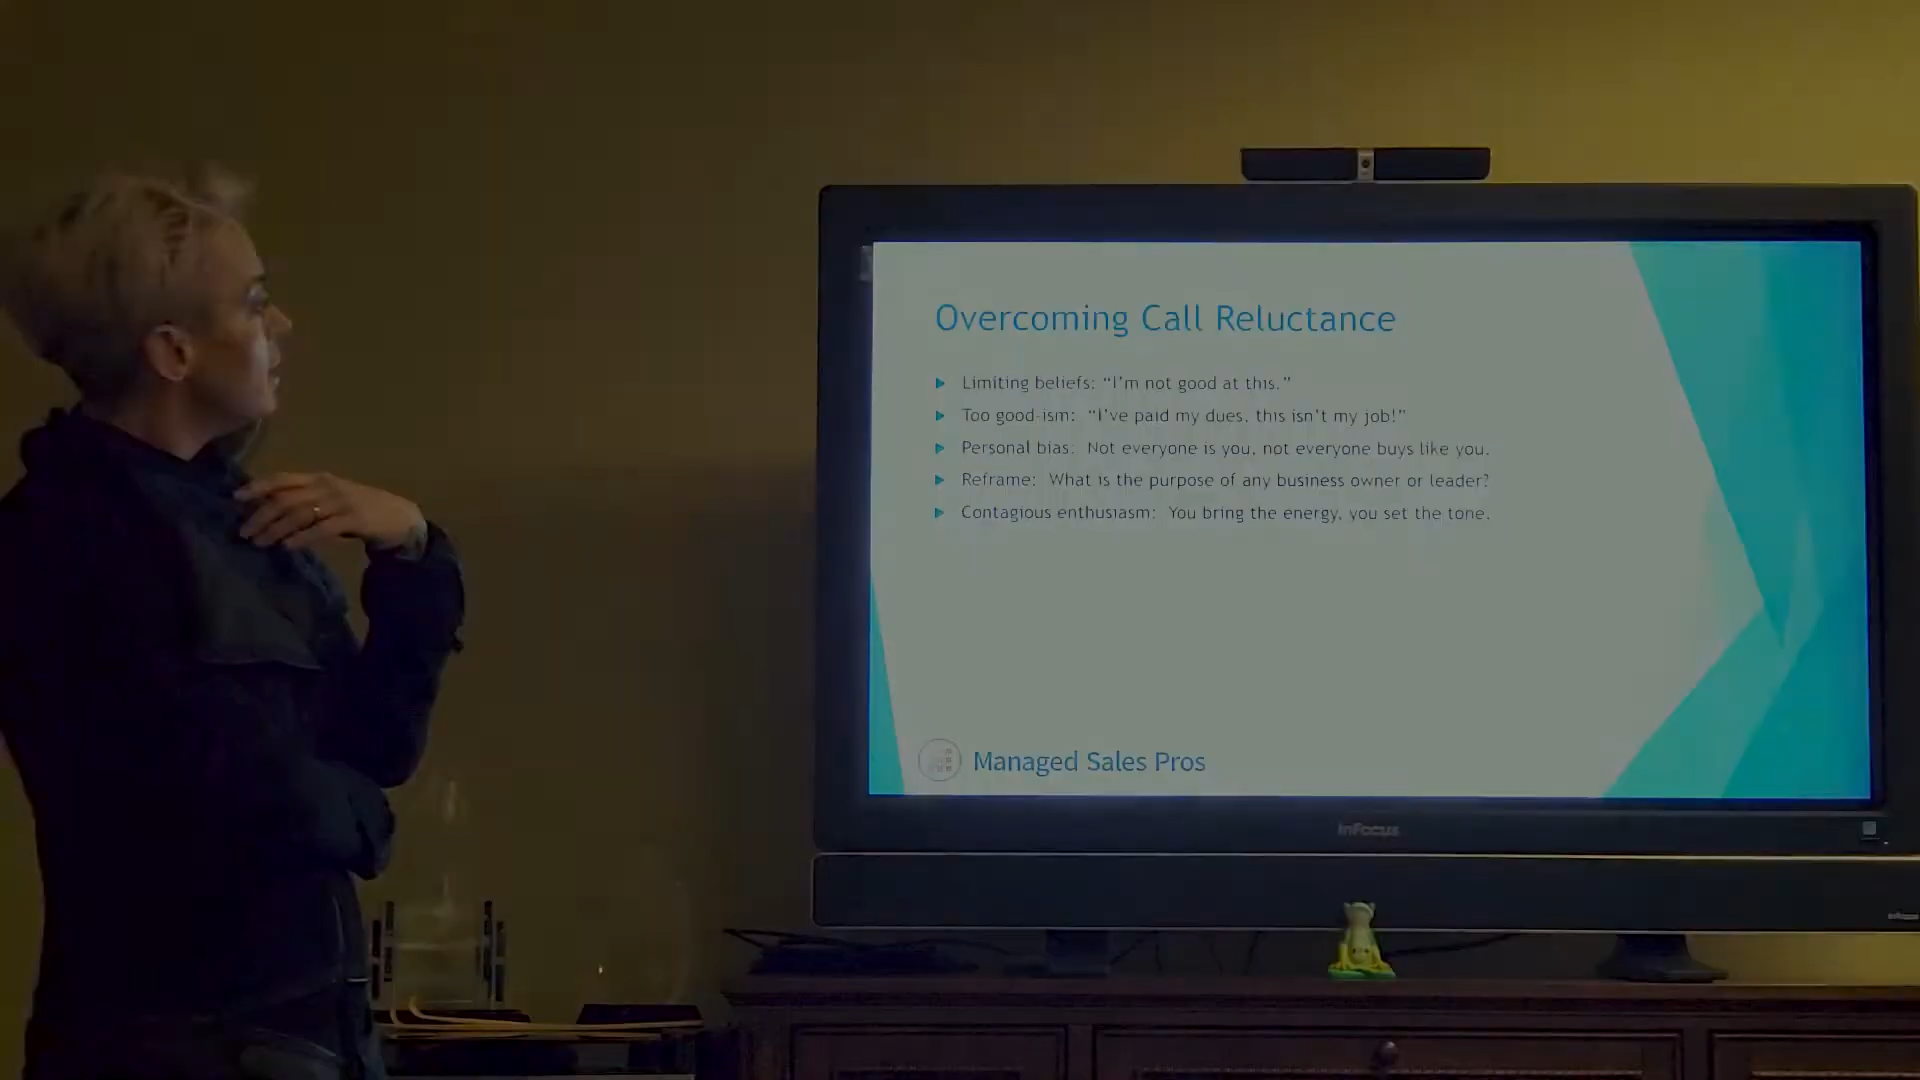 Overcoming Call Reluctance
Limiting beliefs: “I’m not good at this.”
Too good-ism: “I’ve paid my dues, this isn’t my job!”
Personal bias: Not everyone is you, not everyone buys like you.
Reframe: What is the purpose of any business owner or leader?
Contagious enthusiasm: You bring the energy, you set the tone.
Managed Sales Pros
InFocus
InFocus